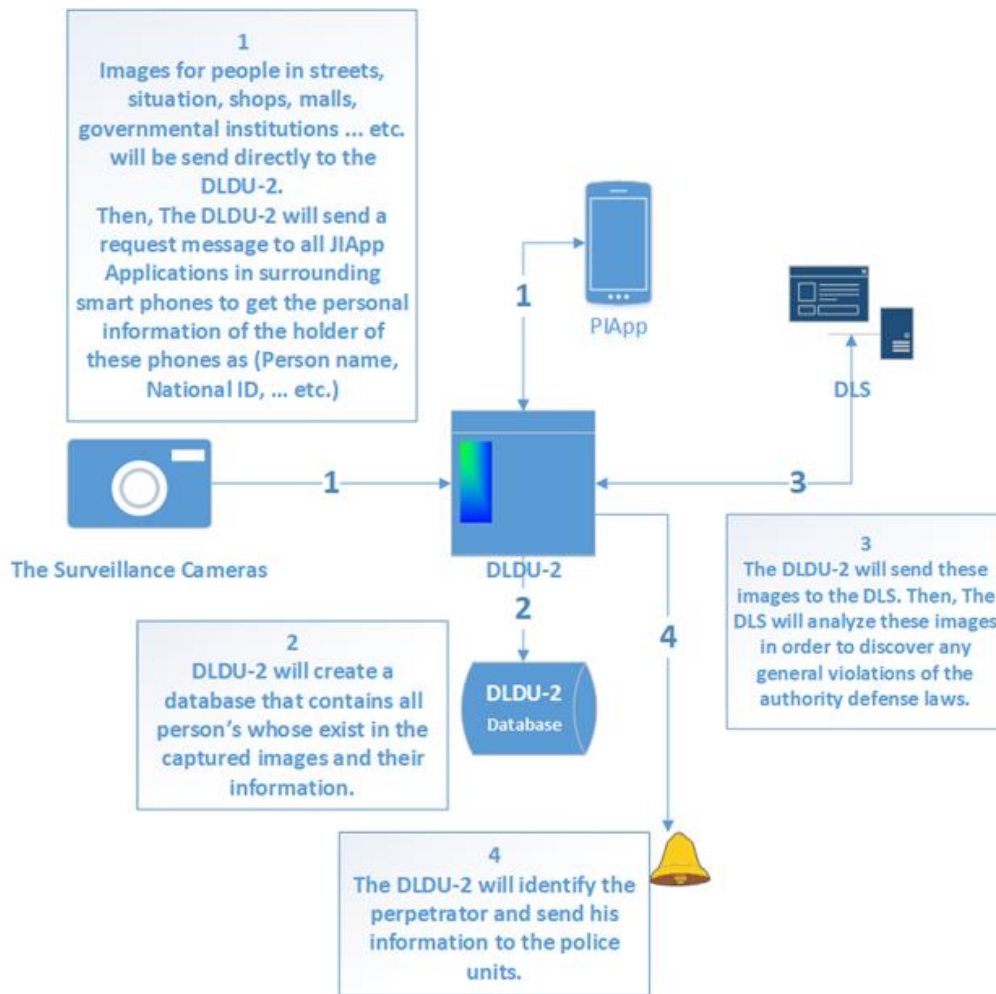 1
Images for people in streets,
situation, shops, malls,
governmental institutions ... etc.
will be send directly to the
DLDU-2.
Then, The DLDU-2 will send a
request message to all JIApp
Applications in surrounding
smart phones to get the personal
information of the holder of
these phones as (Person name,
National ID, ... etc.)
1
PIApp
DLS
1
3
The Surveillance Cameras
DLDU-2
2
4
3
The DLDU-2 will send these
images to the DLS. Then, The
DLS will analyze these images
in order to discover any
general violations of the
authority defense laws.
2
DLDU-2 will create a
database that contains all
person's whose exist in the
captured images and their
information.
DLDU-2
Database
4
The DLDU-2 will identify the
perpetrator and send his
information to the police
units.